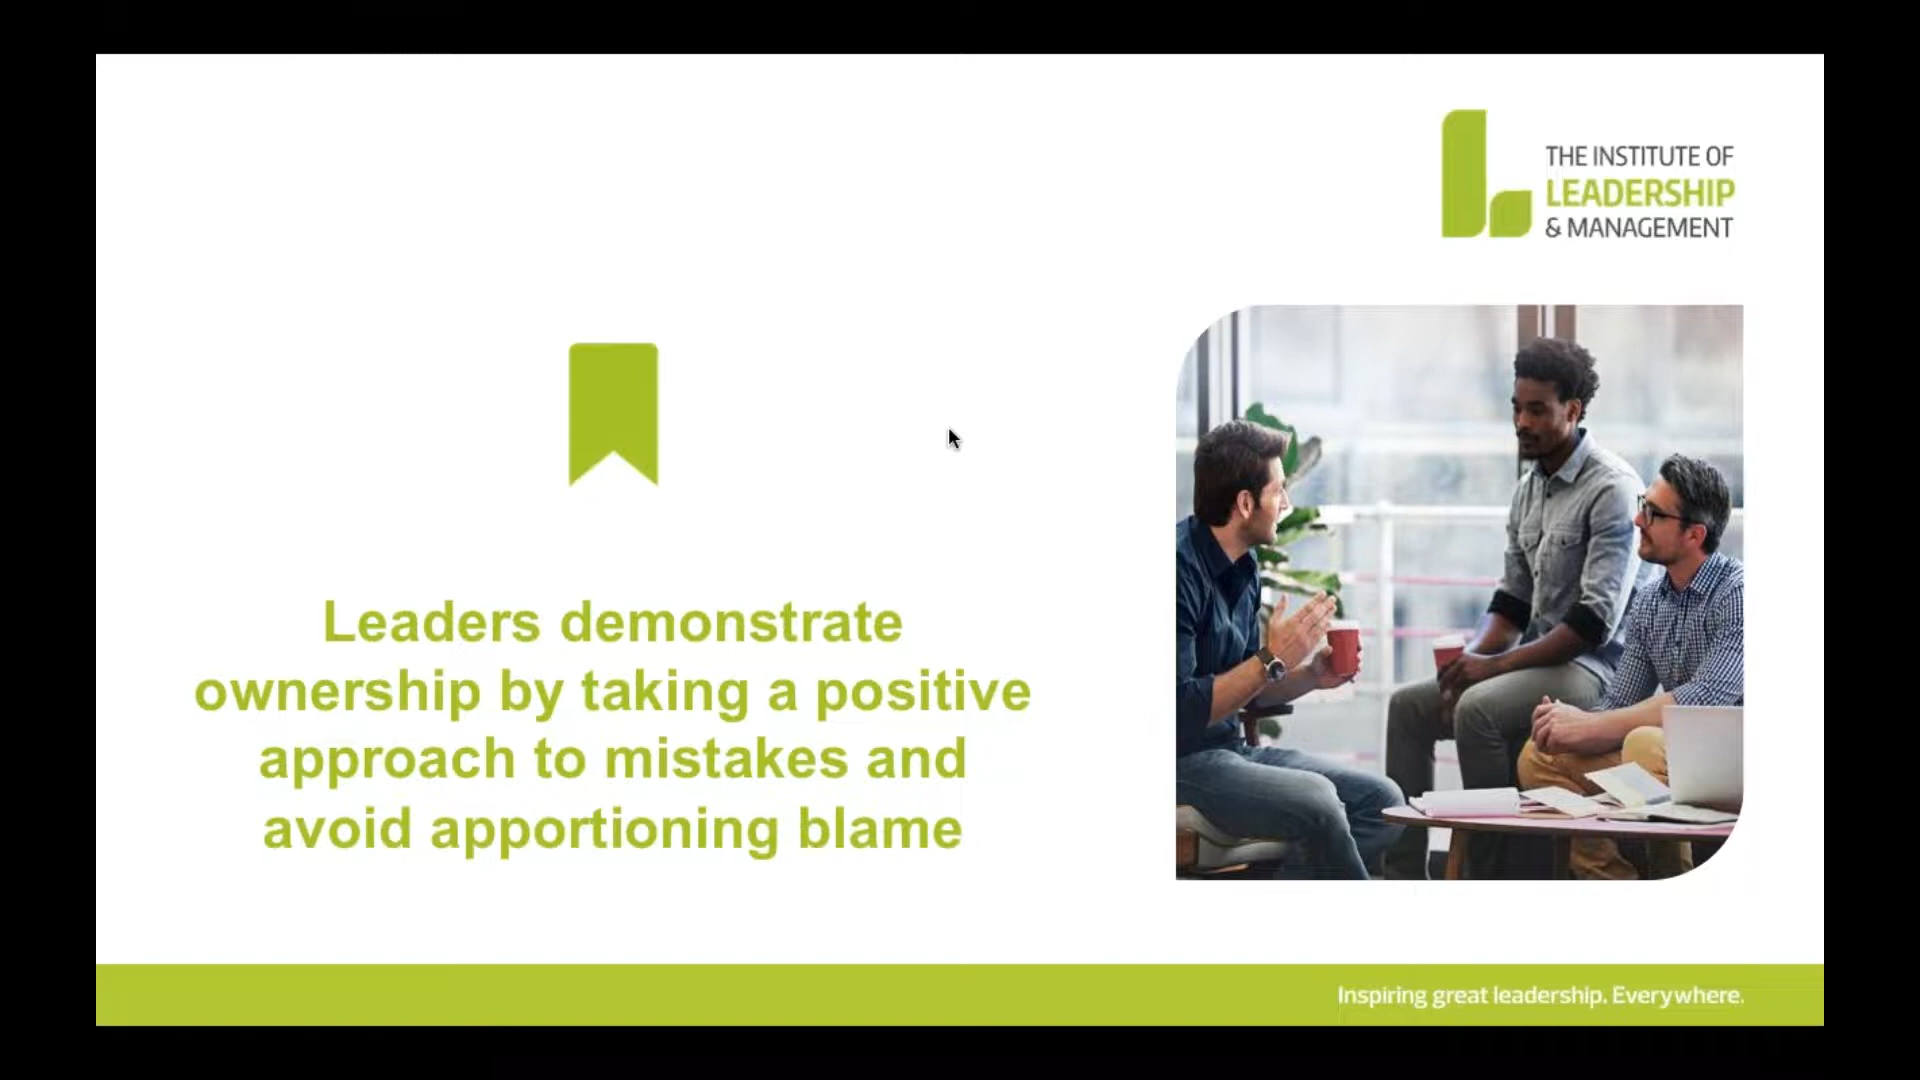 THE INSTITUTE OF
LEADERSHIP
& MANAGEMENT
Leaders demonstrate
ownership by taking a positive
approach to mistakes and
avoid apportioning blame
Inspiring great leadership. Everywhere.